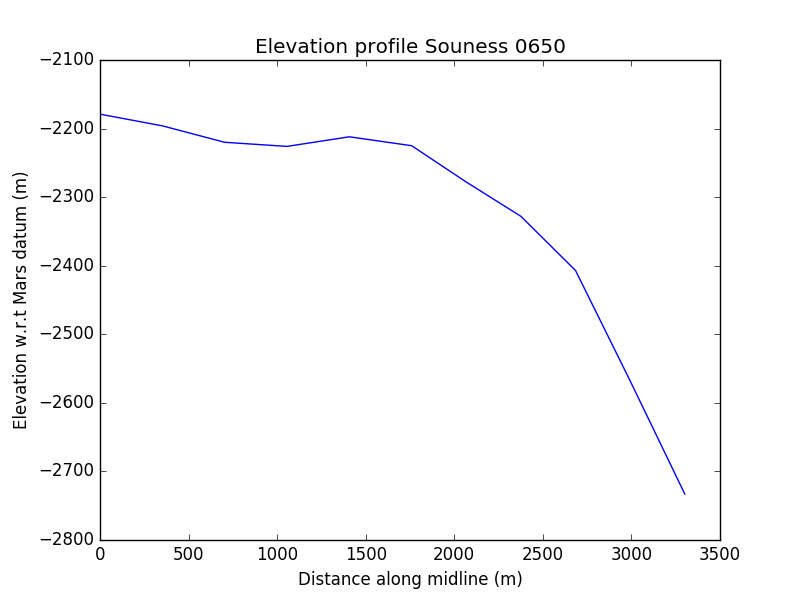 Elevation profile Souness 0650
−2100
−2200
−2300
−2400
−2500
−2600
−2700
−2800
Elevation w.r.t Mars datum (m)
0 500 1000 1500 2000 2500 3000 3500
Distance along midline (m)